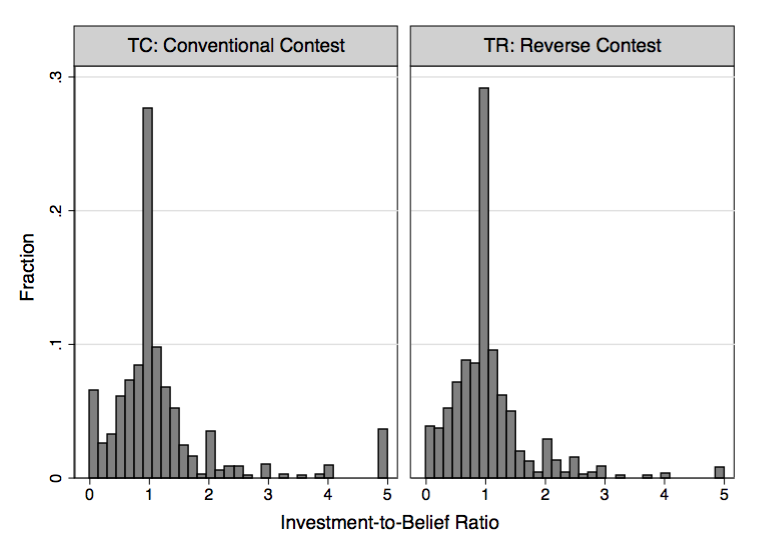 TC: Conventional Contest
TR: Reverse Contest
.3
.2
.1
0
Fraction
0 1 2 3 4 5
0 1 2 3 4 5
Investment-to-Belief Ratio